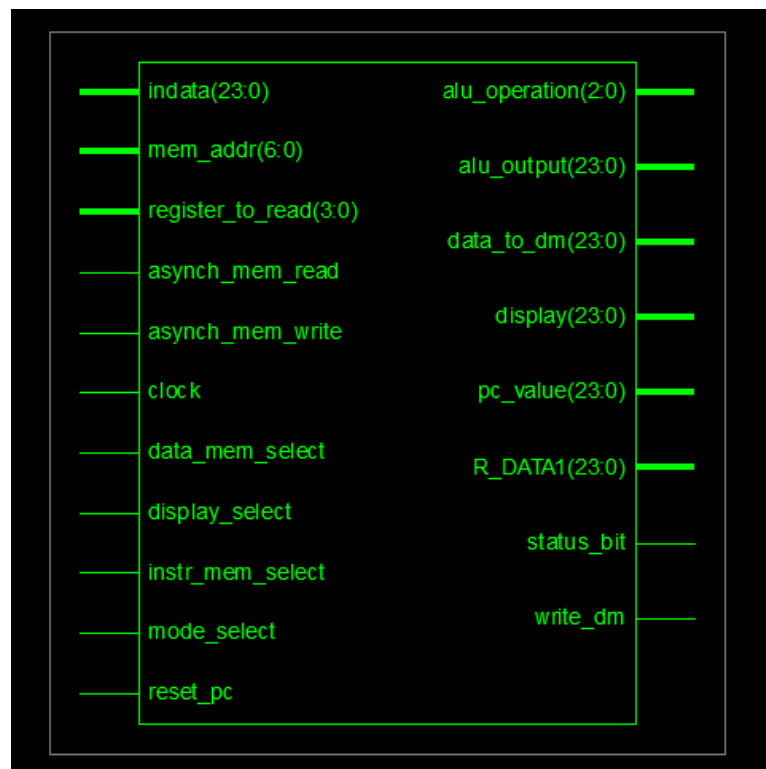 indata(23:0)
mem_addr(6:0)
register_to_read(3:0)
asynch_mem_read
asynch_mem_write
clock
data_mem_select
display_select
instr_mem_select
mode_select
reset_pc
alu_operation(2:0)
alu_output(23:0)
data_to_dm(23:0)
display(23:0)
pc_value(23:0)
R_DATA1(23:0)
status_bit
write_dm